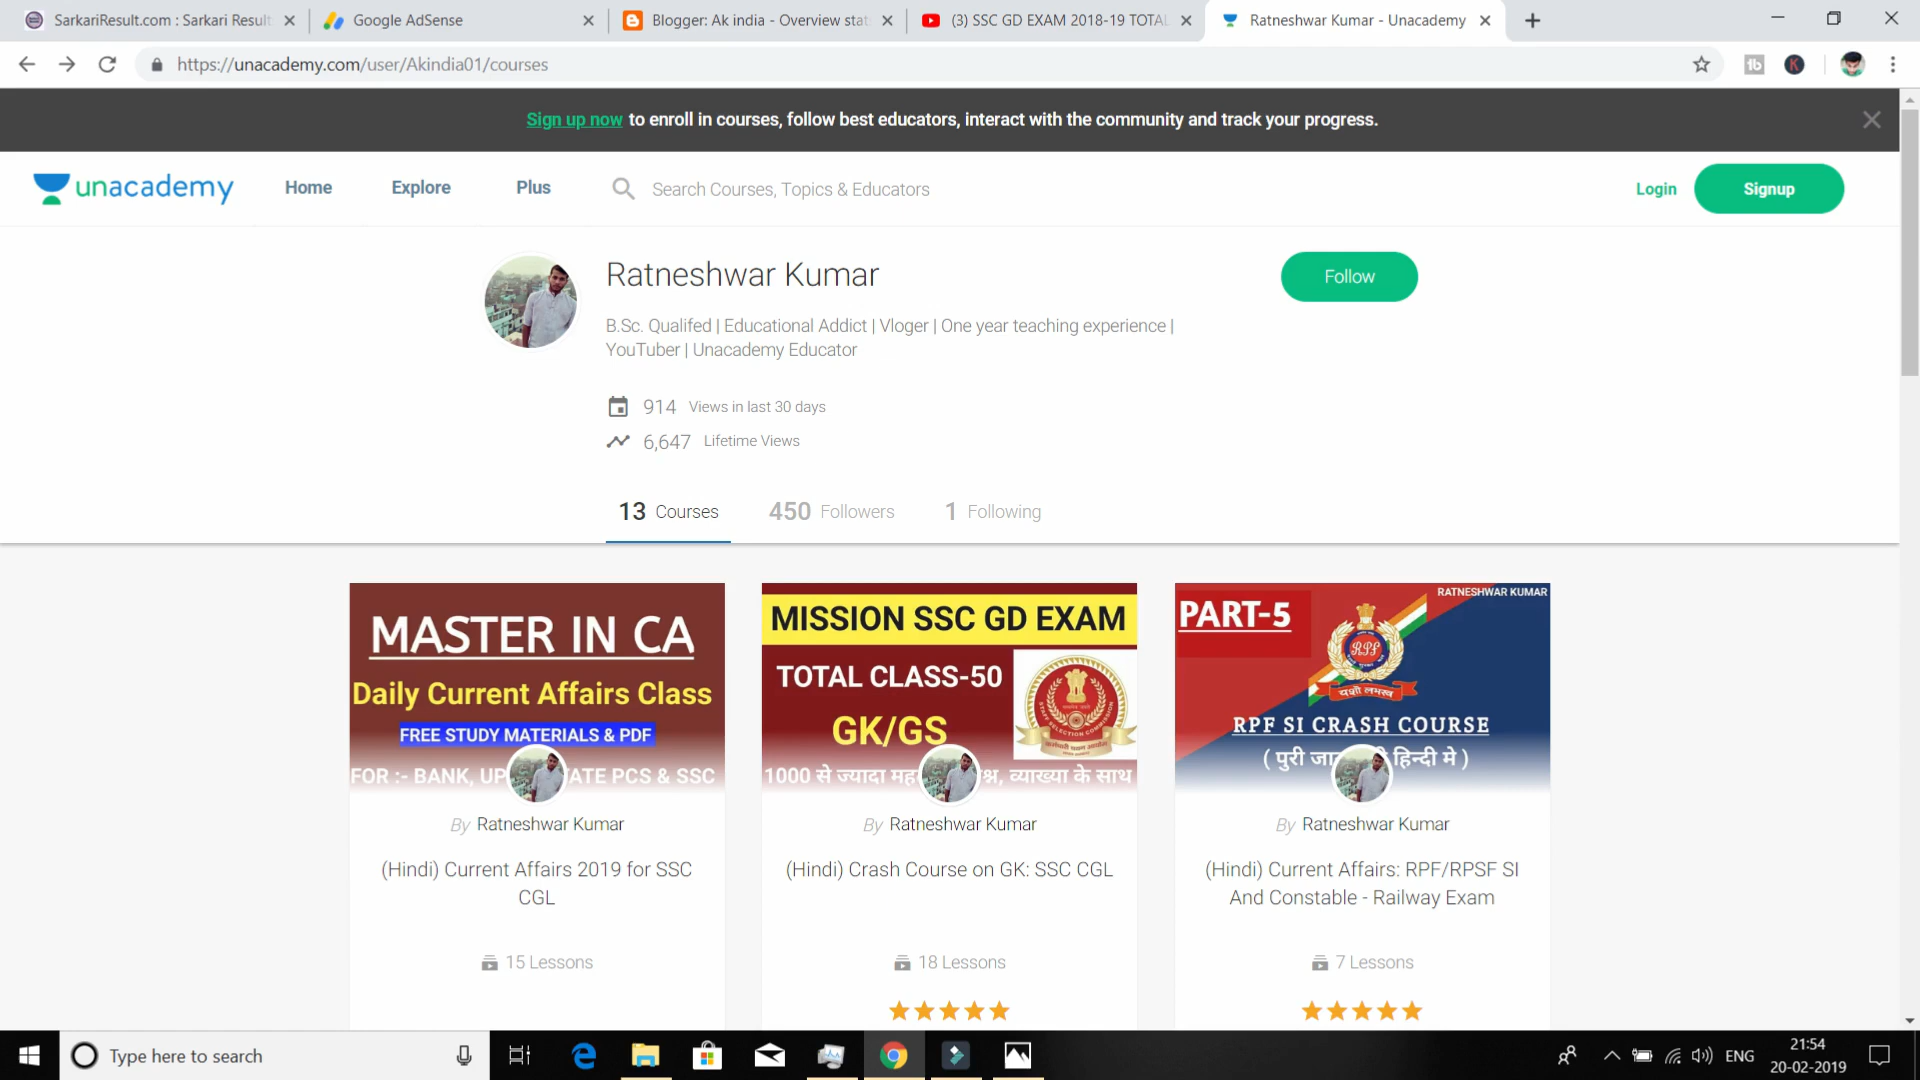 SarkariResult.com : Sarkari Result
Google AdSense
Blogger: Ak india - Overview stat
(3) SSC GD EXAM 2018-19 TOTAL
Ratneshwar Kumar - Unacademy
https://unacademy.com/user/Akindia01/courses
Sign up now to enroll in courses, follow best educators, interact with the community and track your progress.
unacademy
Home
Explore
Plus
Search Courses, Topics & Educators
Login
Signup
Ratneshwar Kumar
Follow
B.Sc. Qualifed | Educational Addict | Vloger | One year teaching experience |
YouTuber | Unacademy Educator
914 Views in last 30 days
6,647 Lifetime Views
13 Courses
450 Followers
1 Following
MASTER IN CA
Daily Current Affairs Class
FREE STUDY MATERIALS & PDF
FOR :- BANK, UP ATE PCS & SSC
By Ratneshwar Kumar
(Hindi) Current Affairs 2019 for SSC
CGL
15 Lessons
MISSION SSC GD EXAM
TOTAL CLASS-50
GK/GS
1000 से ज्यादा व्याख्या के साथ
By Ratneshwar Kumar
(Hindi) Crash Course on GK: SSC CGL
18 Lessons
RATNESHWAR KUMAR
PART-5
RPF
यशो लभस्व
RPF SI CRASH COURSE
( पुरी हिन्दी मे )
By Ratneshwar Kumar
(Hindi) Current Affairs: RPF/RPSF SI
And Constable - Railway Exam
7 Lessons
Type here to search
ENG
21:54
20-02-2019